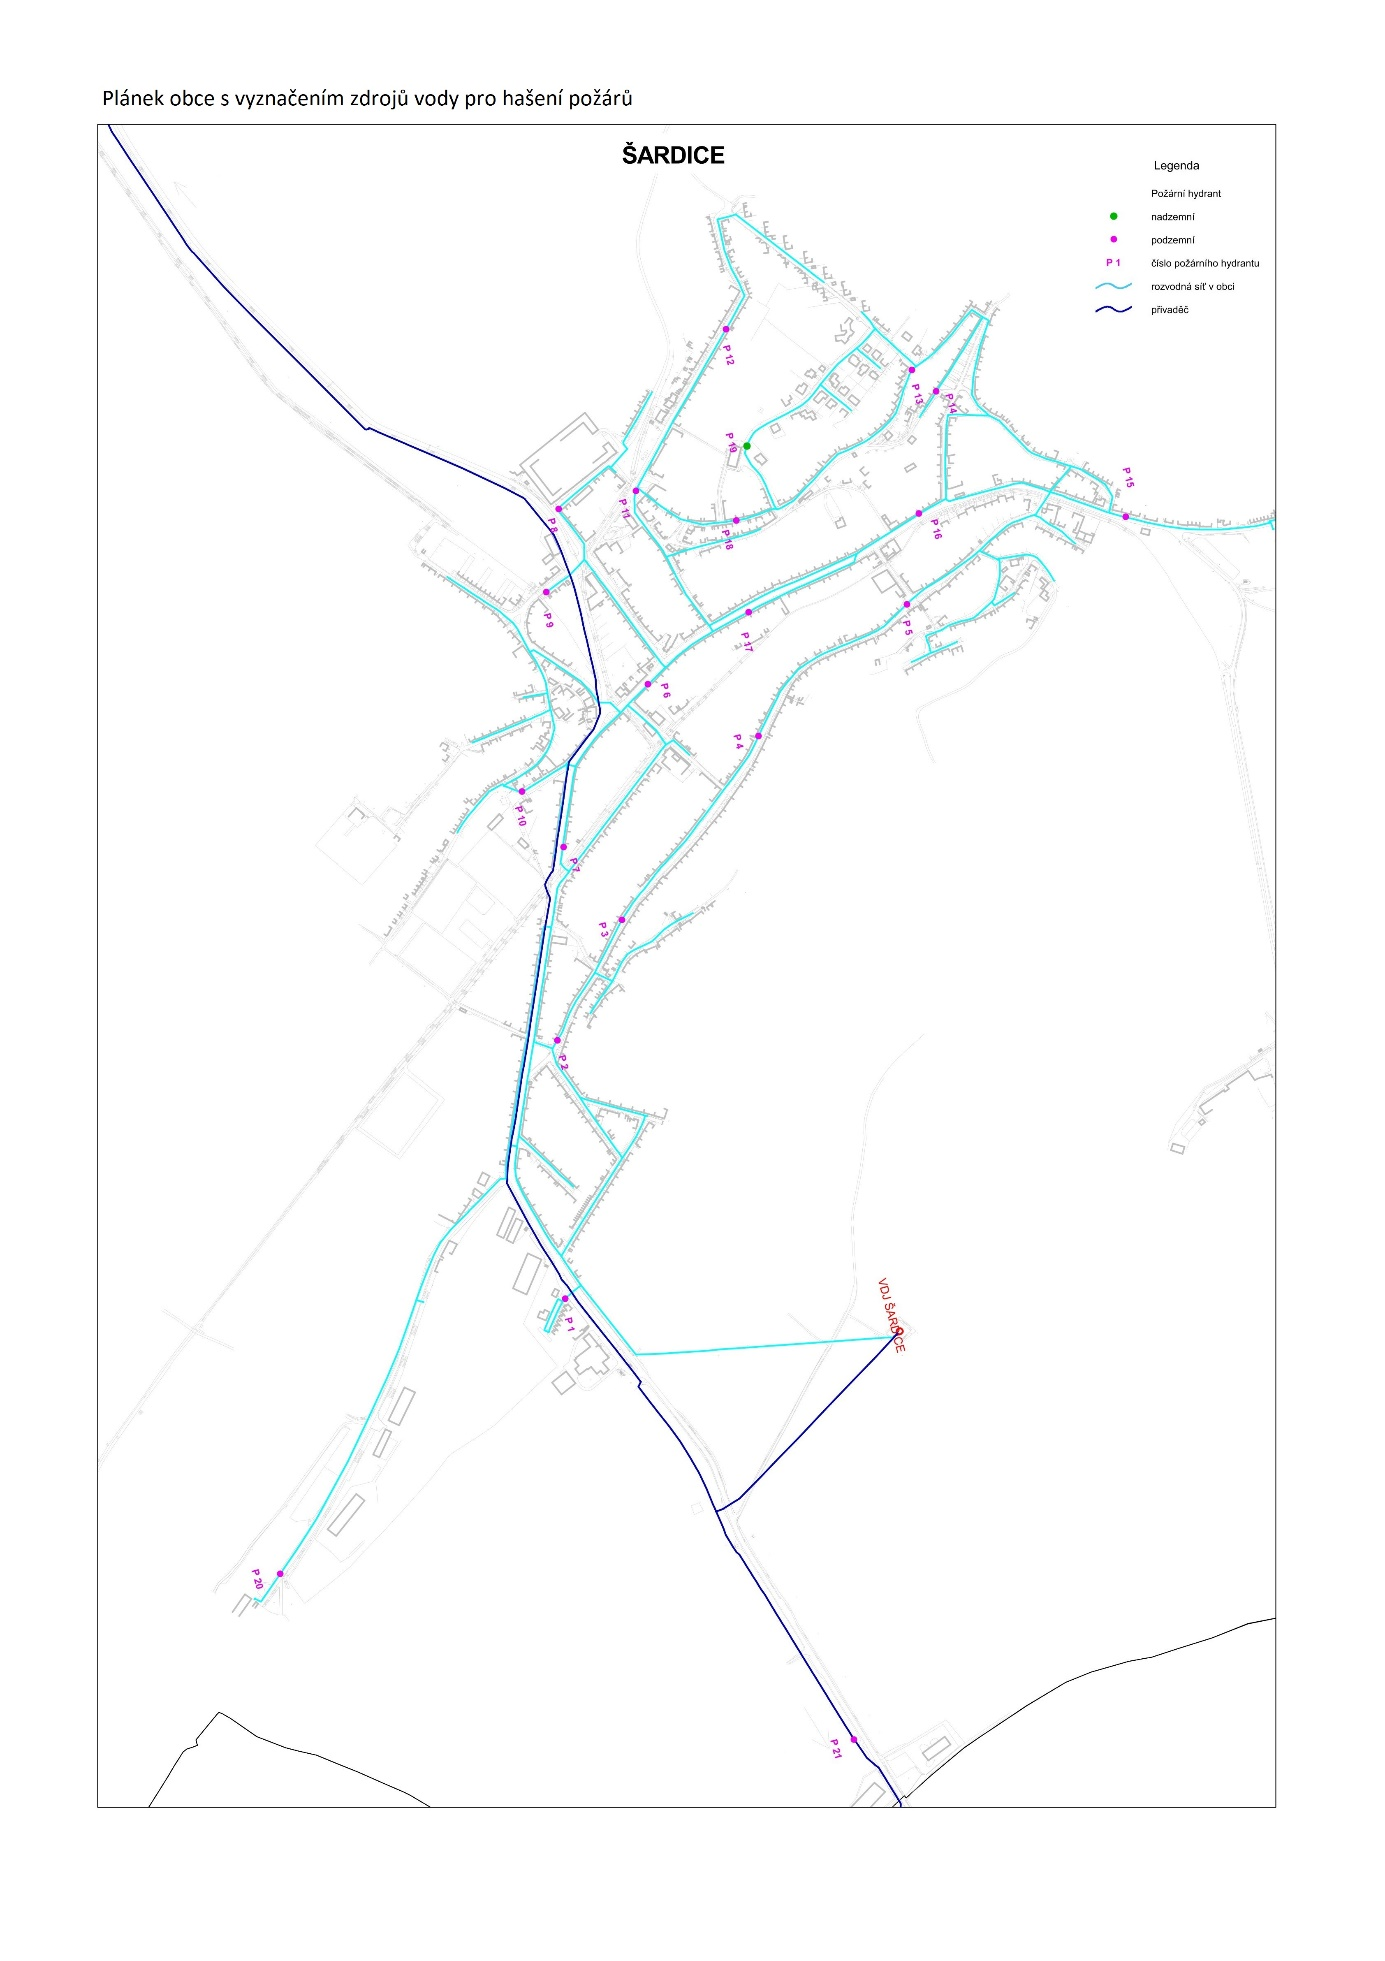 Plánek obce s vyznačením zdrojů vody pro hašení požárů
ŠARDICE
Legenda
Požární hydrant
nadzemní
podzemní
P 1 číslo požárního hydrantu
rozvodná síť v obci
přivaděč
P 12
P 13
P 14
P 19
P 15
P 11
P 8
P 18
P 16
P 9
P 17
P 5
P 6
P 4
P 10
P 7
P 3
P 2
P 1
VDJ ŠARDICE
P 20
P 21